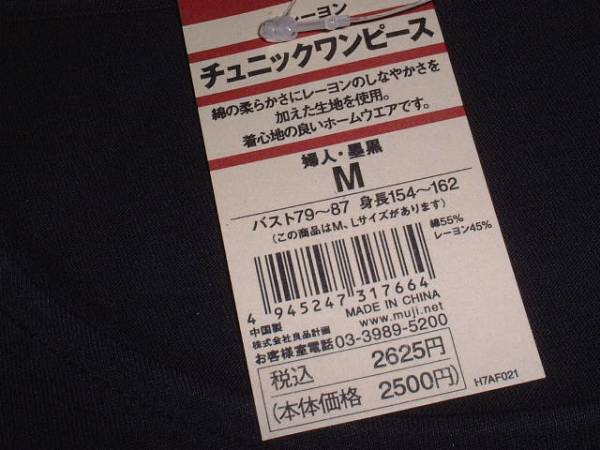 レーヨン
チュニックワンピース
綿の柔らかさにレーヨンのしなやかさを
加えた生地を使用。
着心地の良いホームウエアです。
婦人・墨黒
M
バスト79〜87 身長154〜162
(この商品はM、Lサイズがあります)
綿55%
レーヨン45%
4 945247 317664
中国製 MADE IN CHINA
株式会社良品計画 www.muji.net
お客様室電話03-3989-5200
税込 2625円
(本体価格 2500円)
H7AF021